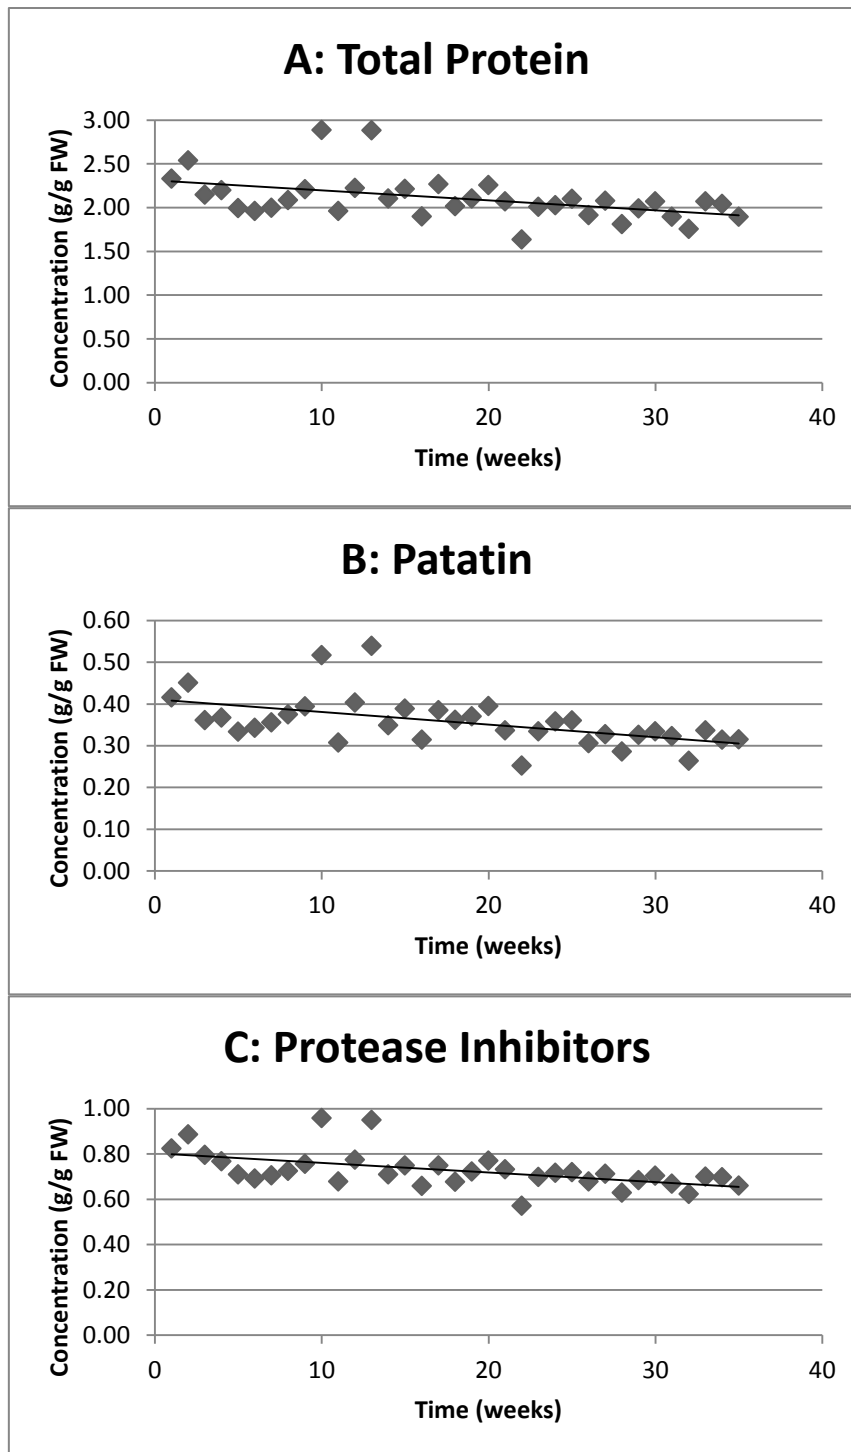 A: Total Protein
Concentration (g/g FW)
3.00
2.50
2.00
1.50
1.00
0.50
0.00
0 10 20 30 40
Time (weeks)
B: Patatin
Concentration (g/g FW)
0.60
0.50
0.40
0.30
0.20
0.10
0.00
0 10 20 30 40
Time (weeks)
C: Protease Inhibitors
Concentration (g/g FW)
1.00
0.80
0.60
0.40
0.20
0.00
0 10 20 30 40
Time (weeks)